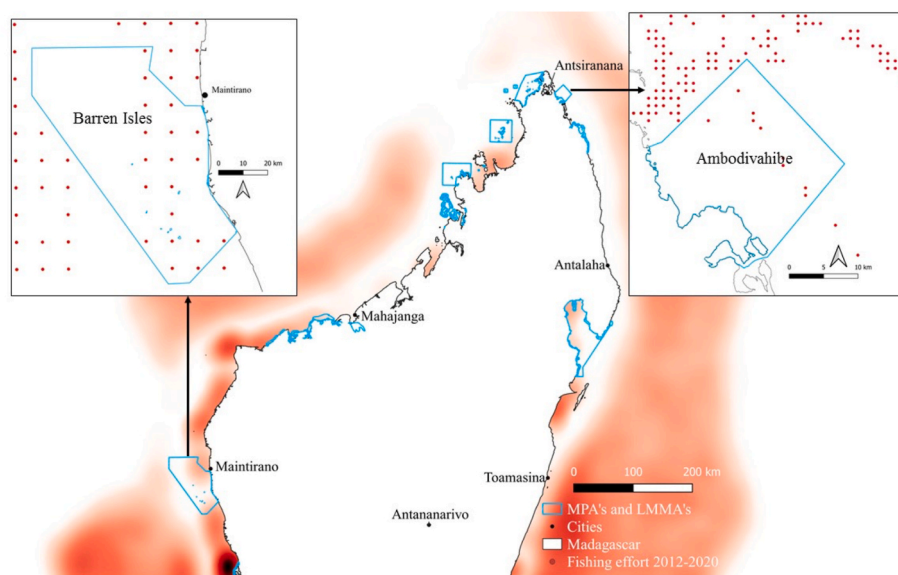 Maintirano
Barren Isles
0 10 20 km
Antsiranana
Ambodivahibe
0 5 10 km
Antalaha
Mahajanga
Maintirano
Toamasina
Antananarivo
0 100 200 km
MPA's and LMMA's
Cities
Madagascar
Fishing effort 2012-2020